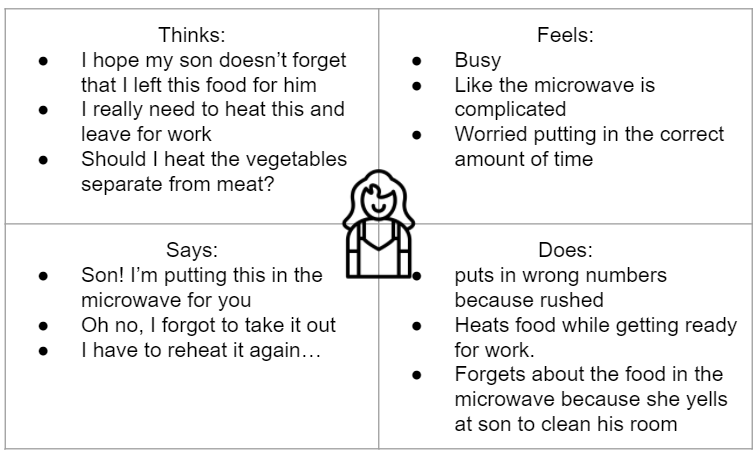 Thinks:
● I hope my son doesn’t forget
that I left this food for him
● I really need to heat this and
leave for work
● Should I heat the vegetables
separate from meat?
Feels:
● Busy
● Like the microwave is
complicated
● Worried putting in the correct
amount of time
Says:
● Son! I’m putting this in the
microwave for you
● Oh no, I forgot to take it out
● I have to reheat it again…
Does:
● puts in wrong numbers
because rushed
● Heats food while getting ready
for work.
● Forgets about the food in the
microwave because she yells
at son to clean his room